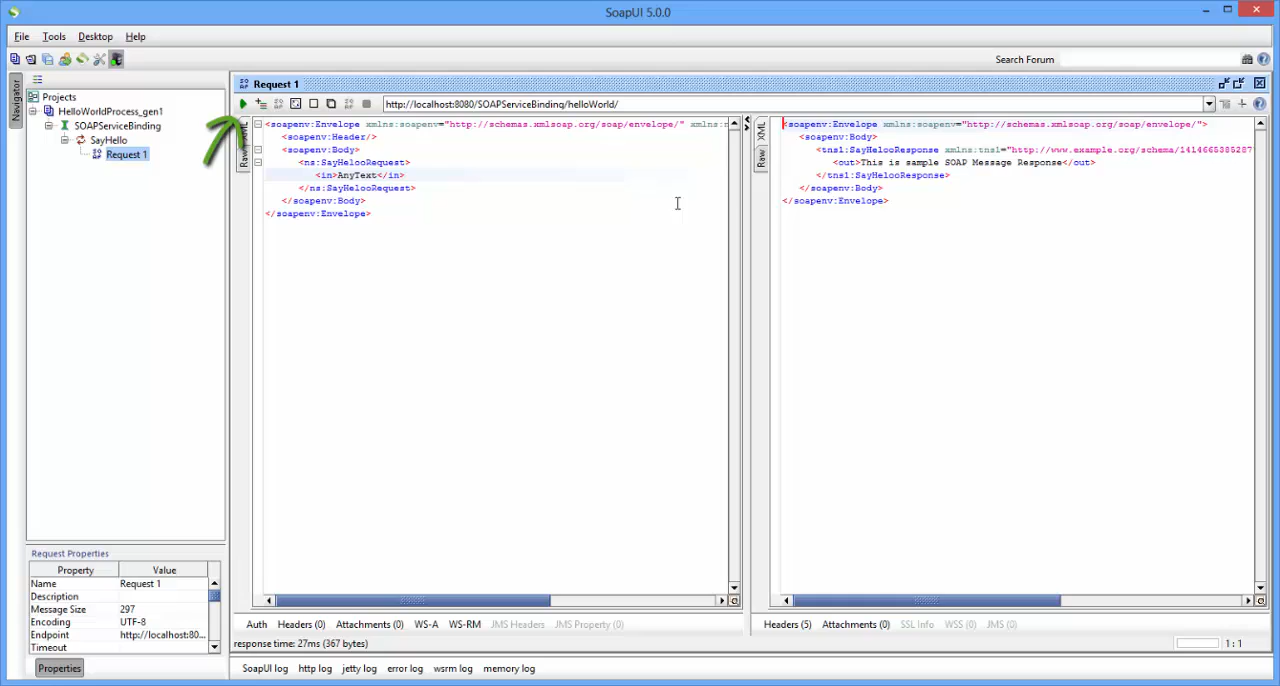 SoapUI 5.0.0
File Tools Desktop Help
Search Forum
Navigator
Projects
HelloWorldProcess_gen1
SOAPServiceBinding
SayHello
Request 1
Request 1
http://localhost:8080/SOAPServiceBinding/helloWorld/
Raw
<soapenv:Envelope xmlns:soapenv="http://schemas.xmlsoap.org/soap/envelope/" xmlns:n
<soapenv:Header/>
<soapenv:Body>
<ns:SayHelooRequest>
<in>AnyText</in>
</ns:SayHelooRequest>
</soapenv:Body>
</soapenv:Envelope>
XML
Raw
<soapenv:Envelope xmlns:soapenv="http://schemas.xmlsoap.org/soap/envelope/">
<soapenv:Body>
<tns1:SayHelooResponse xmlns:tns1="http://www.example.org/schema/1414665385287
<out>This is sample SOAP Message Response</out>
</tns1:SayHelooResponse>
</soapenv:Body>
</soapenv:Envelope>
Request Properties
Property Value
Name Request 1
Description
Message Size 297
Encoding UTF-8
Endpoint http://localhost:80...
Timeout
Properties
Auth Headers (0) Attachments (0) WS-A WS-RM JMS Headers JMS Property (0)
Headers (5) Attachments (0) SSL Info WSS (0) JMS (0)
response time: 27ms (367 bytes)
1 : 1
SoapUI log http log jetty log error log wsrm log memory log